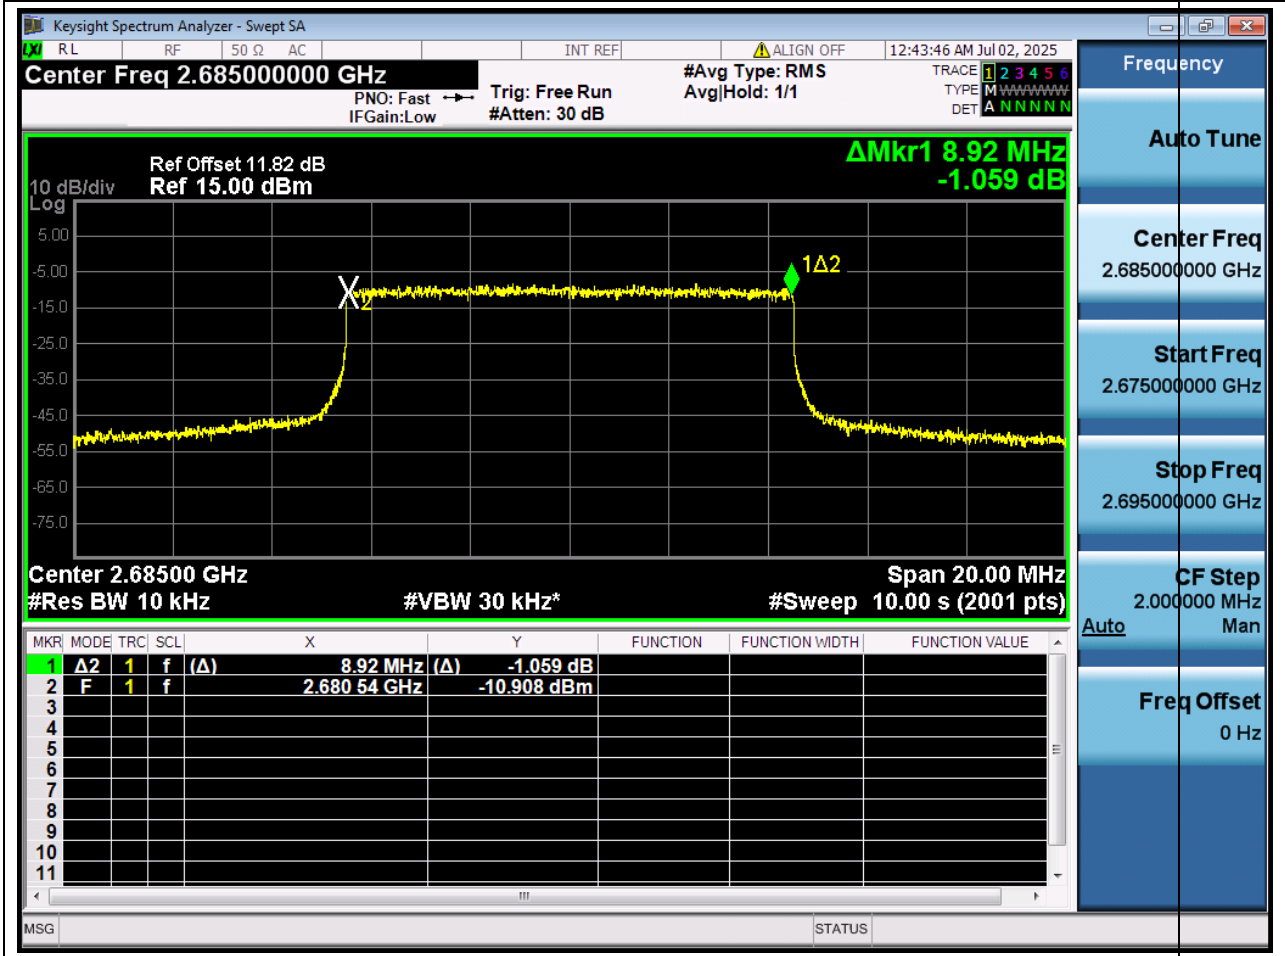 Keysight Spectrum Analyzer - Swept SA
LXI RL RF 50 Ω AC INT REF ALIGN OFF 12:43:46 AM Jul 02, 2025
Center Freq 2.685000000 GHz
PNO: Fast
IFGain:Low
Trig: Free Run
#Atten: 30 dB
#Avg Type: RMS
Avg|Hold: 1/1
TRACE 1 2 3 4 5 6
TYPE M WWWWW
DET A N N N N N
Ref Offset 11.82 dB
Ref 15.00 dBm
10 dB/div
Log
ΔMkr1 8.92 MHz
-1.059 dB
5.00
-5.00
-15.0
-25.0
-35.0
-45.0
-55.0
-65.0
-75.0
1Δ2
2
Center 2.68500 GHz
#Res BW 10 kHz
#VBW 30 kHz*
Span 20.00 MHz
#Sweep 10.00 s (2001 pts)
MKR MODE TRC SCL X Y FUNCTION FUNCTION WIDTH FUNCTION VALUE
1 Δ2 1 f (Δ) 8.92 MHz (Δ) -1.059 dB
2 F 1 f 2.680 54 GHz -10.908 dBm
3
4
5
6
7
8
9
10
11
MSG
STATUS
Frequency
Auto Tune
Center Freq
2.685000000 GHz
Start Freq
2.675000000 GHz
Stop Freq
2.695000000 GHz
CF Step
2.000000 MHz
Auto Man
Freq Offset
0 Hz